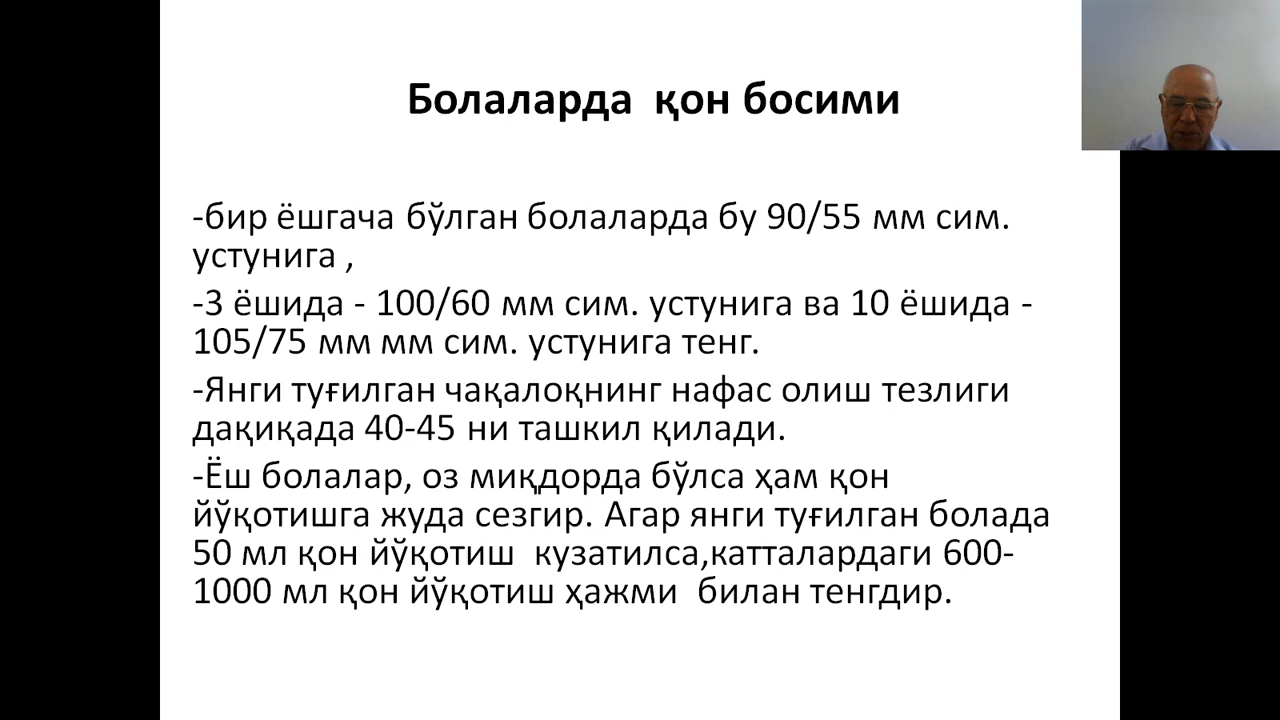 Болаларда қон босими
-бир ёшгача бўлган болаларда бу 90/55 мм сим.
устунига ,
-3 ёшида - 100/60 мм сим. устунига ва 10 ёшида -
105/75 мм мм сим. устунига тенг.
-Янги туғилган чақалоқнинг нафас олиш тезлиги
дақиқада 40-45 ни ташкил қилади.
-Ёш болалар, оз миқдорда бўлса ҳам қон
йўқотишга жуда сезгир. Агар янги туғилган болада
50 мл қон йўқотиш кузатилса,катталардаги 600-
1000 мл қон йўқотиш ҳажми билан тенгдир.